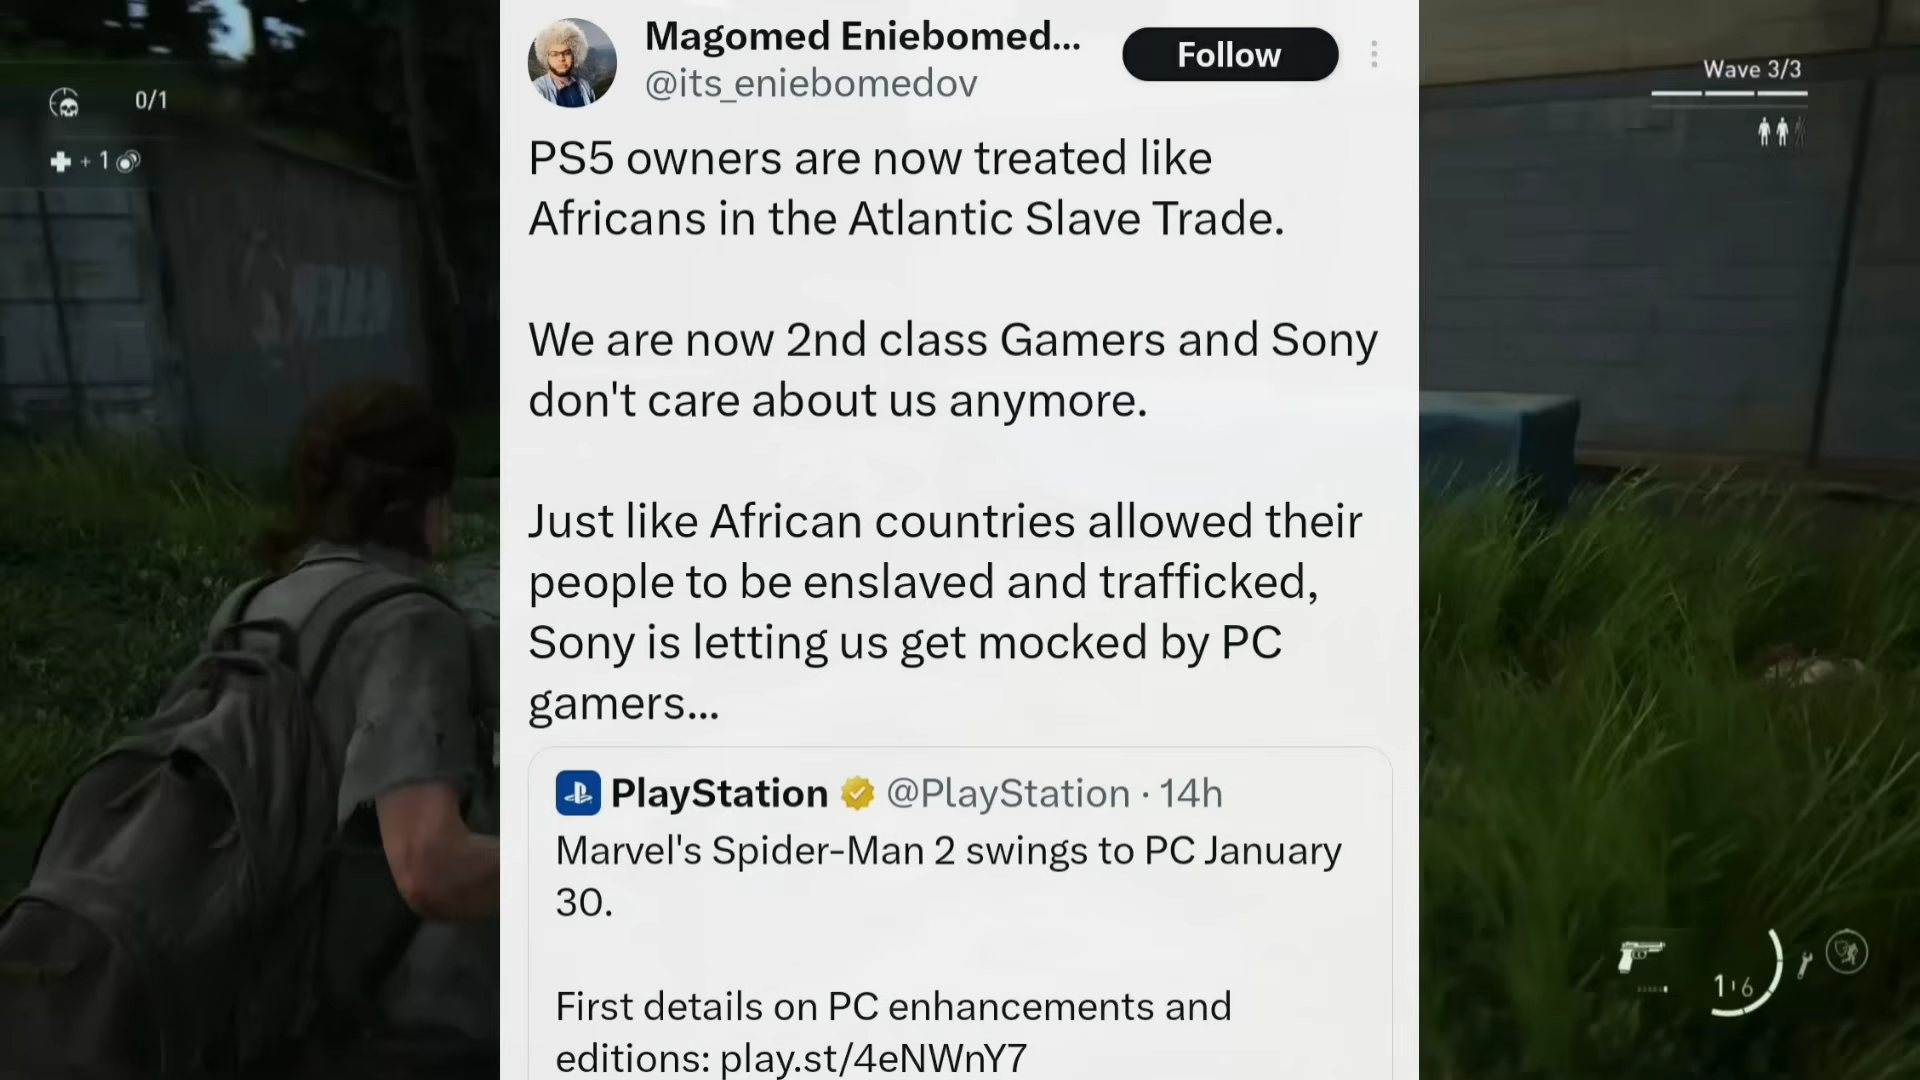 Magomed Eniebomed...
@its_eniebomedov
Follow
PS5 owners are now treated like
Africans in the Atlantic Slave Trade.
We are now 2nd class Gamers and Sony
don't care about us anymore.
Just like African countries allowed their
people to be enslaved and trafficked,
Sony is letting us get mocked by PC
gamers...
PlayStation @PlayStation · 14h
Marvel's Spider-Man 2 swings to PC January
30.
First details on PC enhancements and
editions: play.st/4eNWnY7
0/1
+ 1
Wave 3/3
1 6